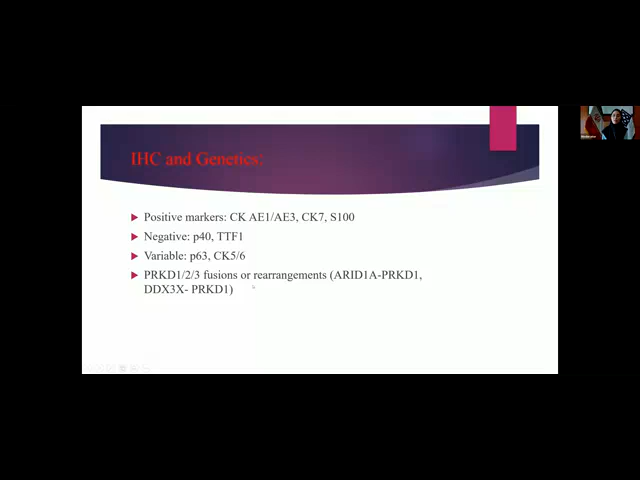 IHC and Genetics:
Positive markers: CK AE1/AE3, CK7, S100
Negative: p40, TTF1
Variable: p63, CK5/6
PRKD1/2/3 fusions or rearrangements (ARID1A-PRKD1,
DDX3X- PRKD1)